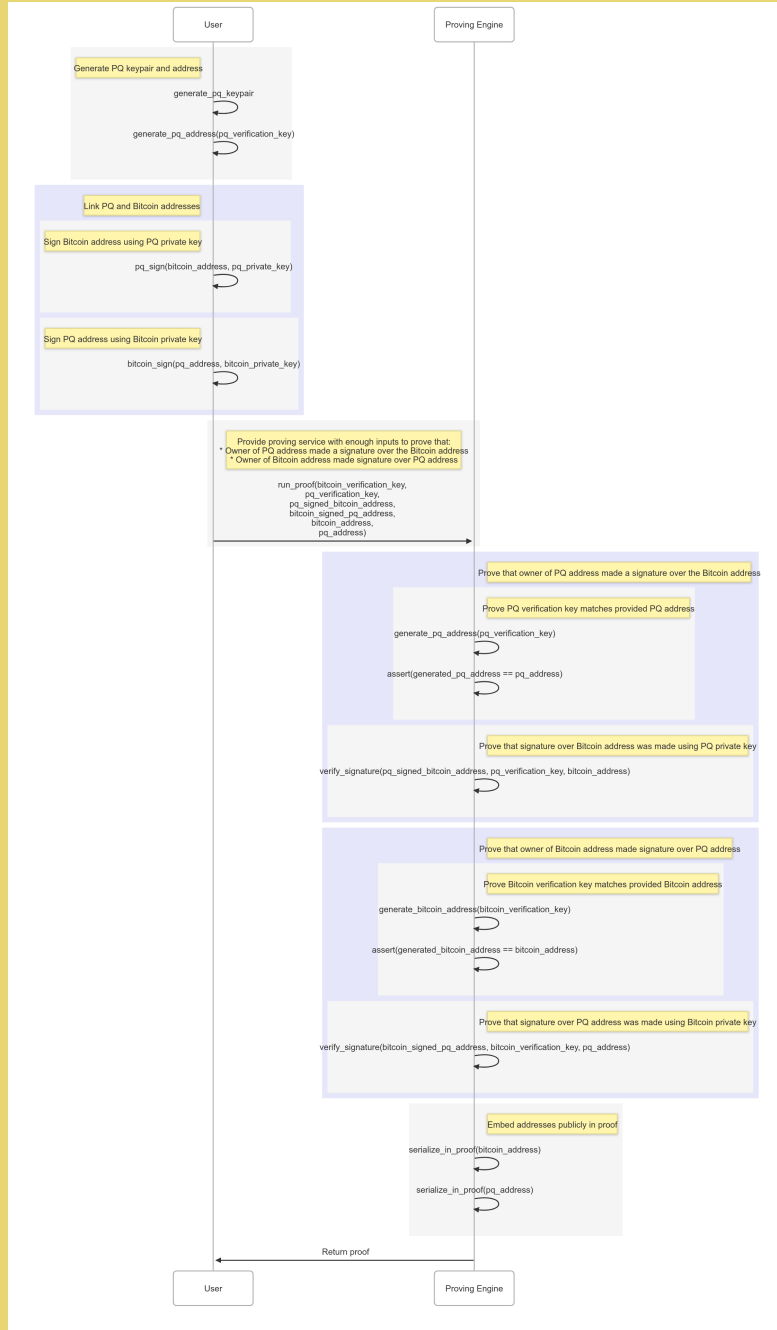 User
Proving Engine
Generate PQ keypair and address
generate_pq_keypair
generate_pq_address(pq_verification_key)
Link PQ and Bitcoin addresses
Sign Bitcoin address using PQ private key
pq_sign(bitcoin_address, pq_private_key)
Sign PQ address using Bitcoin private key
bitcoin_sign(pq_address, bitcoin_private_key)
Provide proving service with enough inputs to prove that:
* Owner of PQ address made a signature over the Bitcoin address
* Owner of Bitcoin address made signature over PQ address
run_proof(bitcoin_verification_key,
pq_verification_key,
pq_signed_bitcoin_address,
bitcoin_signed_pq_address,
bitcoin_address,
pq_address)
Prove that owner of PQ address made a signature over the Bitcoin address
Prove PQ verification key matches provided PQ address
generate_pq_address(pq_verification_key)
assert(generated_pq_address == pq_address)
Prove that signature over Bitcoin address was made using PQ private key
verify_signature(pq_signed_bitcoin_address, pq_verification_key, bitcoin_address)
Prove that owner of Bitcoin address made signature over PQ address
Prove Bitcoin verification key matches provided Bitcoin address
generate_bitcoin_address(bitcoin_verification_key)
assert(generated_bitcoin_address == bitcoin_address)
Prove that signature over PQ address was made using Bitcoin private key
verify_signature(bitcoin_signed_pq_address, bitcoin_verification_key, pq_address)
Embed addresses publicly in proof
serialize_in_proof(bitcoin_address)
serialize_in_proof(pq_address)
Return proof
User
Proving Engine